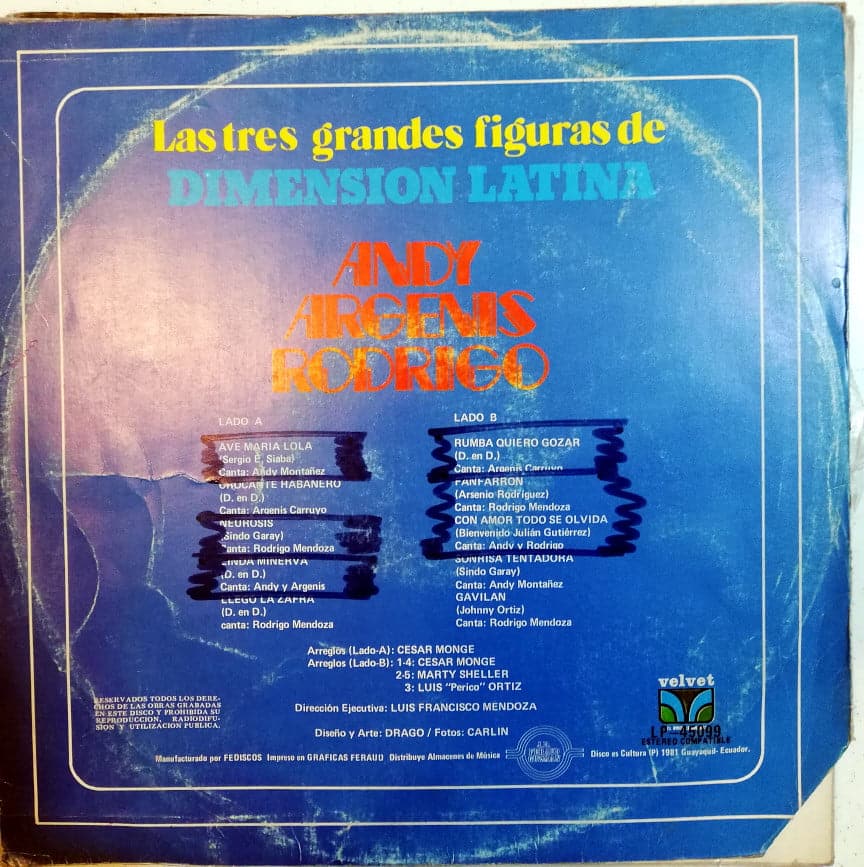 Las tres grandes figuras de
DIMENSION LATINA
ANDY
ARGENIS
RODRIGO
LADO A
AVE MARIA LOLA
(Sergio E, Siaba)
Canta: Andy Montañez
CROCANTE HABANERO
(D. en D.)
Canta: Argenis Carruyo
NEUROSIS
(Sindo Garay)
Canta: Rodrigo Mendoza
LINDA MINERVA
(D. en D.)
Canta: Andy y Argenis
LLEGO LA ZAFRA
(D. en D.)
canta: Rodrigo Mendoza
LADO B
RUMBA QUIERO GOZAR
(D. en D.)
Canta: Argenis Carruyo
FANFARRON
(Arsenio Rodríguez)
Canta: Rodrigo Mendoza
CON AMOR TODO SE OLVIDA
(Bienvenido Julián Gutiérrez)
Canta: Andy y Rodrigo
SONRISA TENTADORA
(Sindo Garay)
Canta: Andy Montañez
GAVILAN
(Johnny Ortiz)
Canta: Rodrigo Mendoza
Arreglos (Lado-A): CESAR MONGE
Arreglos (Lado-B): 1-4: CESAR MONGE
2-5: MARTY SHELLER
3: LUIS "Perico" ORTIZ
Dirección Ejecutiva: LUIS FRANCISCO MENDOZA
Diseño y Arte: DRAGO / Fotos: CARLIN
RESERVADOS TODOS LOS DERE-
CHOS DE LAS OBRAS GRABADAS
EN ESTE DISCO Y PROHIBIDA SU
REPRODUCCION, RADIODIFU-
SION Y UTILIZACION PUBLICA.
velvet
LP-45099
ESTEREO COMPATIBLE
Manufacturado por FEDISCOS Impreso en GRAFICAS FERAUD Distribuye Almacenes de Música
Disco es Cultura (P) 1981 Guayaquil- Ecuador.